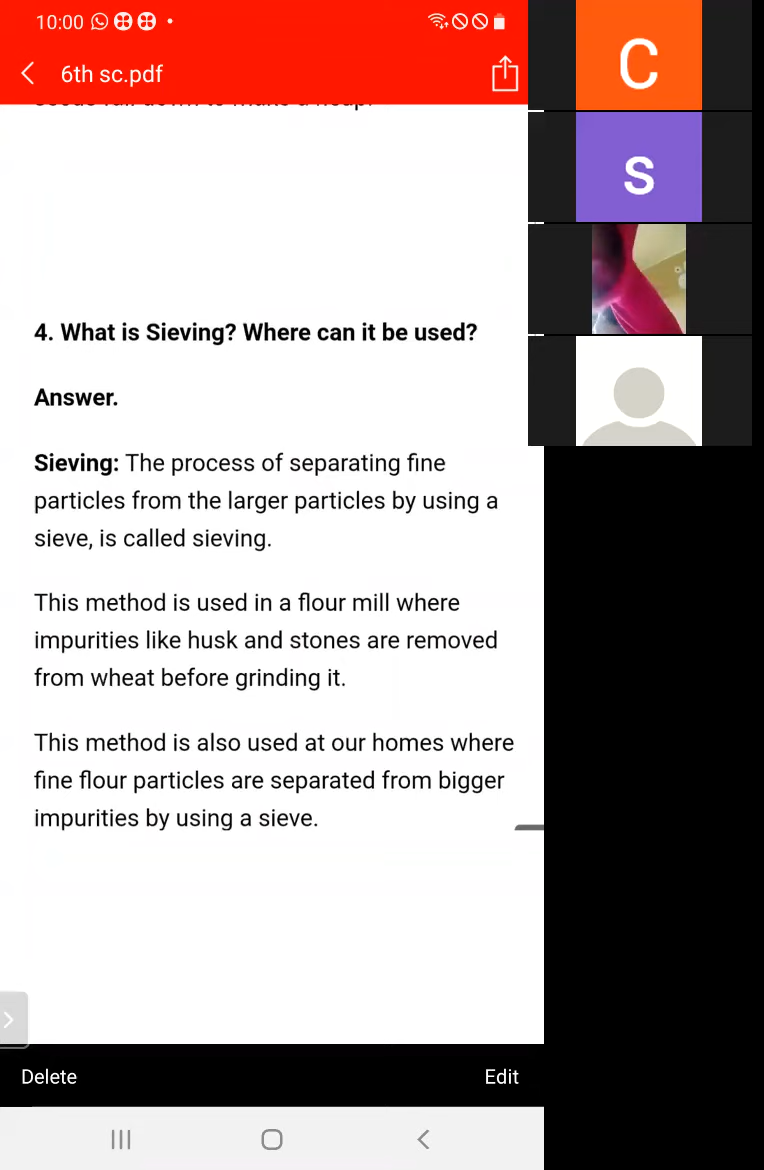 10:00
6th sc.pdf
4. What is Sieving? Where can it be used?
Answer.
Sieving: The process of separating fine
particles from the larger particles by using a
sieve, is called sieving.
This method is used in a flour mill where
impurities like husk and stones are removed
from wheat before grinding it.
This method is also used at our homes where
fine flour particles are separated from bigger
impurities by using a sieve.
Delete
Edit
C
S